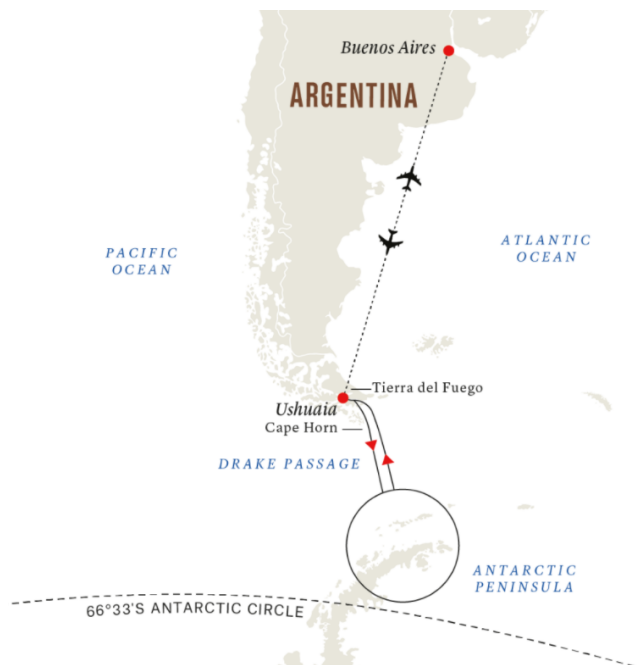 Buenos Aires
ARGENTINA
PACIFIC
OCEAN
ATLANTIC
OCEAN
Tierra del Fuego
Ushuaia
Cape Horn
DRAKE PASSAGE
ANTARCTIC
PENINSULA
66°33'S ANTARCTIC CIRCLE